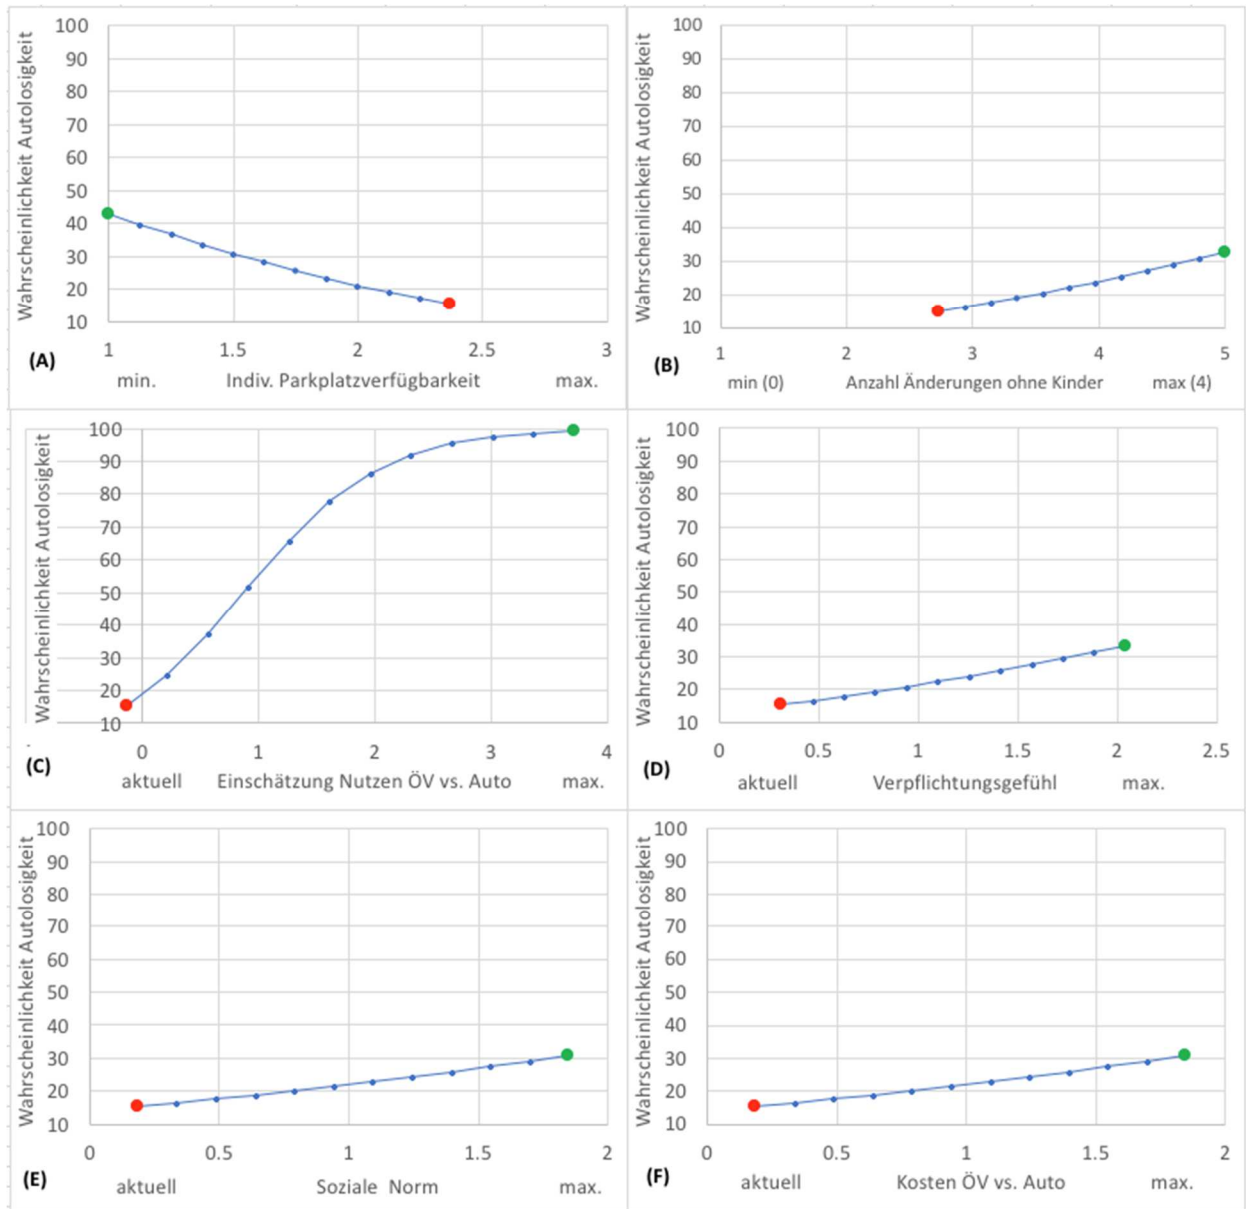 Wahrscheinlichkeit Autolosigkeit
100
90
80
70
60
50
40
30
20
10
1 1.5 2 2.5 3
(A)
min. Indiv. Parkplatzverfügbarkeit max.
Wahrscheinlichkeit Autolosigkeit
100
90
80
70
60
50
40
30
20
10
1 2 3 4 5
(B)
min (0) Anzahl Änderungen ohne Kinder max (4)
Wahrscheinlichkeit Autolosigkeit
100
90
80
70
60
50
40
30
20
10
0 1 2 3 4
(C)
aktuell Einschätzung Nutzen ÖV vs. Auto max.
Wahrscheinlichkeit Autolosigkeit
100
90
80
70
60
50
40
30
20
10
0 0.5 1 1.5 2 2.5
(D)
aktuell Verpflichtungsgefühl max.
Wahrscheinlichkeit Autolosigkeit
100
90
80
70
60
50
40
30
20
10
0 0.5 1 1.5 2
(E)
aktuell Soziale Norm max.
Wahrscheinlichkeit Autolosigkeit
100
90
80
70
60
50
40
30
20
10
0 0.5 1 1.5 2
(F)
aktuell Kosten ÖV vs. Auto max.